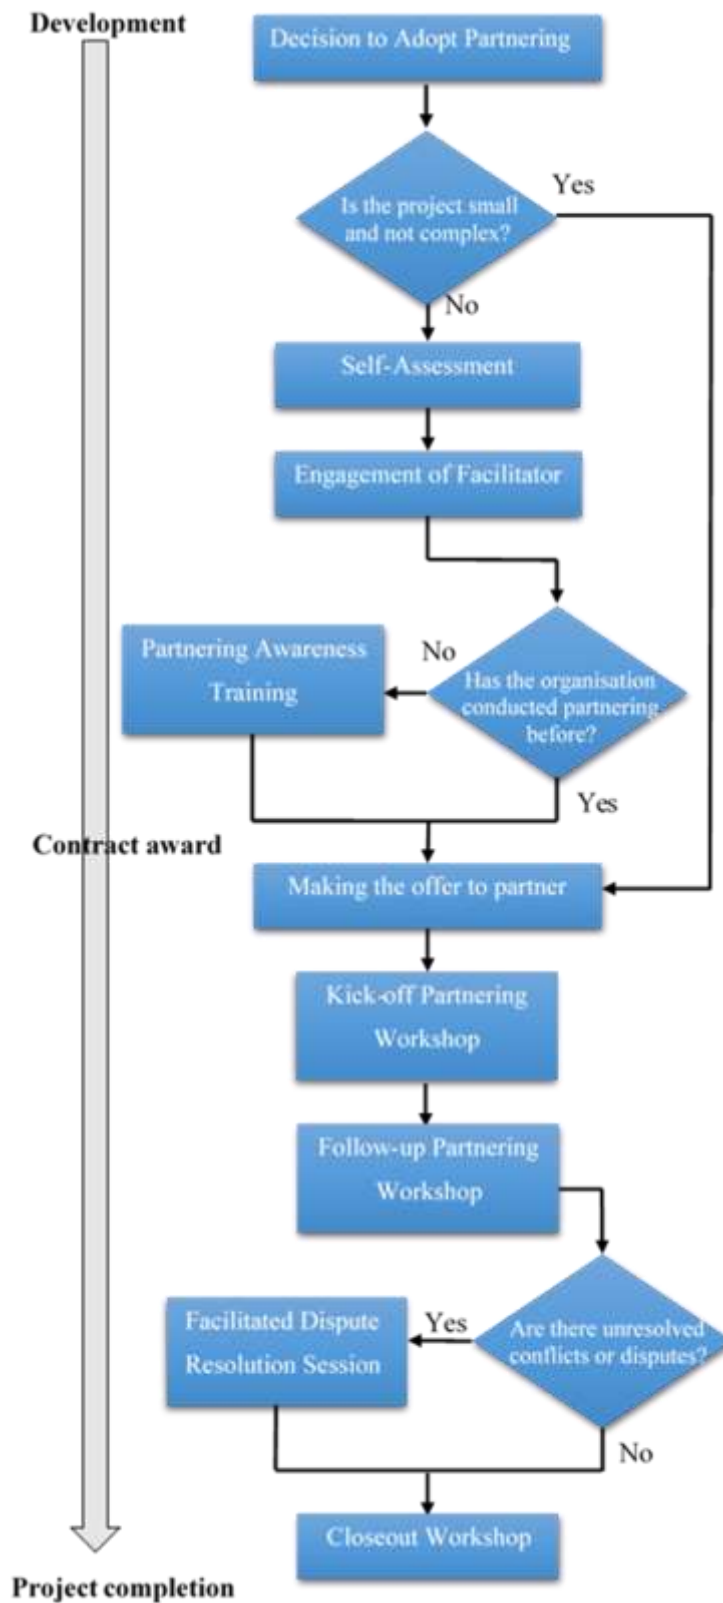 Development
Decision to Adopt Partnering
Yes
Is the project small
and not complex?
No
Self-Assessment
Engagement of Facilitator
Partnering Awareness
Training
No
Has the organisation
conducted partnering
before?
Yes
Contract award
Making the offer to partner
Kick-off Partnering
Workshop
Follow-up Partnering
Workshop
Facilitated Dispute
Resolution Session
Yes
Are there unresolved
conflicts or disputes?
No
Closeout Workshop
Project completion